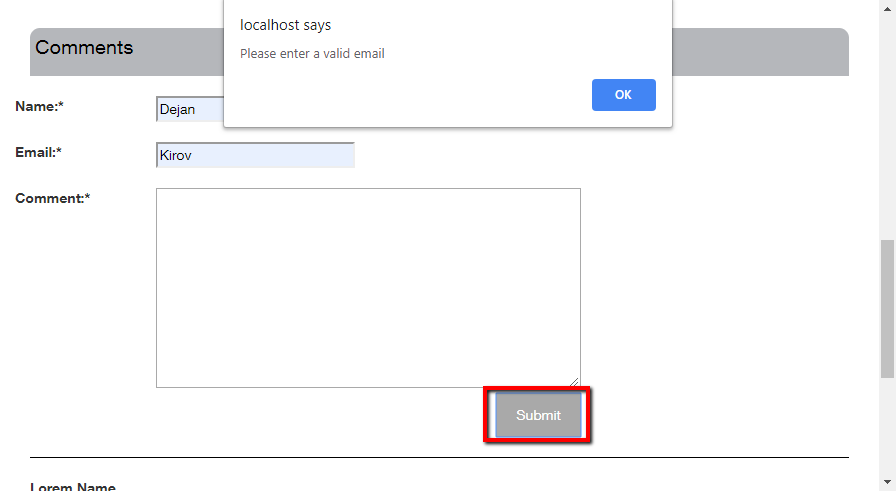 localhost says
Please enter a valid email
OK
Comments
Name:*
Dejan
Email:*
Kirov
Comment:*
Submit
Lorem Name